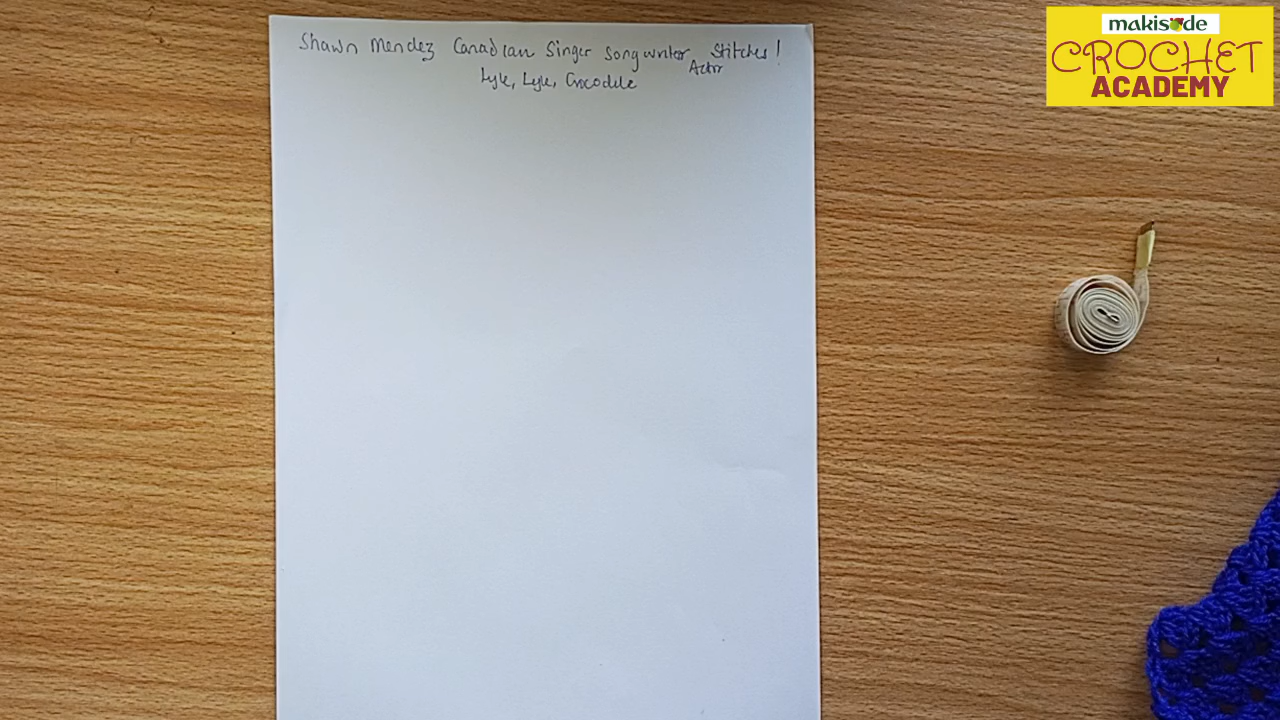 Shawn Mendez Canadian Singer Songwriter Stitches!
Actor
Lyle, Lyle, Crocodile
makisode
CROCHET
ACADEMY